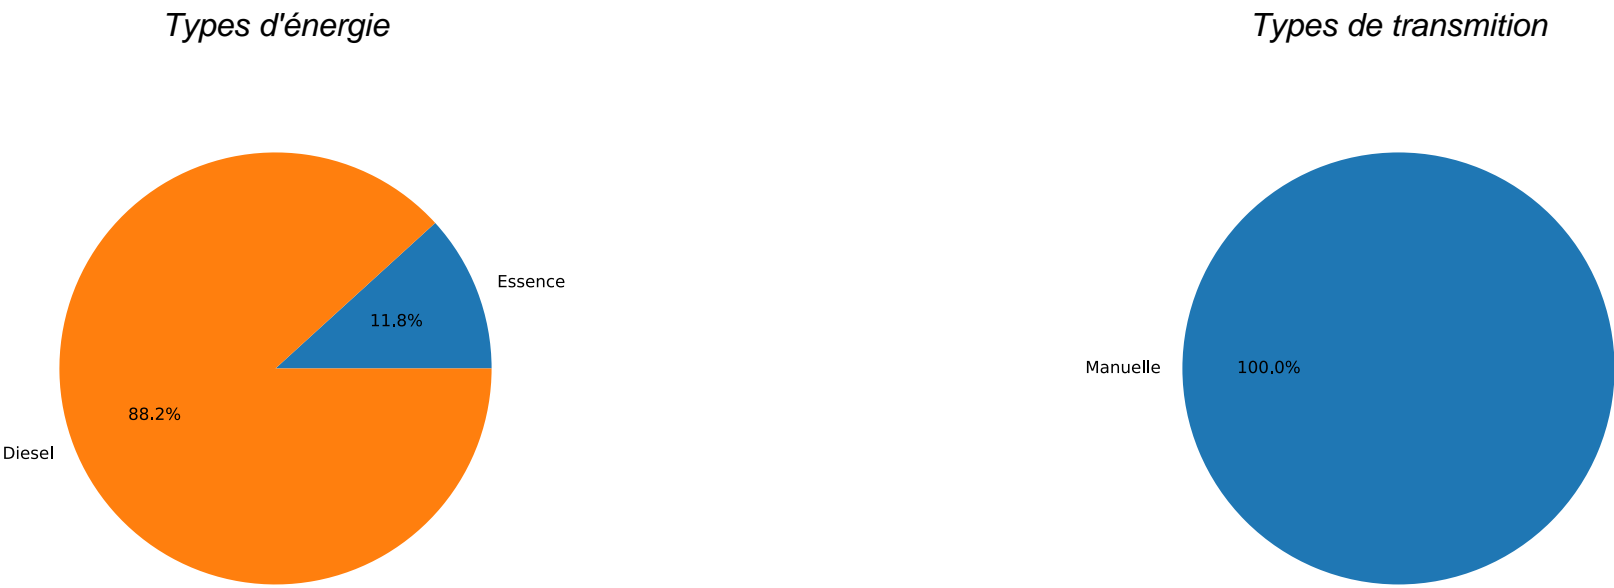 Types d'énergie
Types de transmition
Essence
11.8%
88.2%
Diesel
Manuelle
100.0%